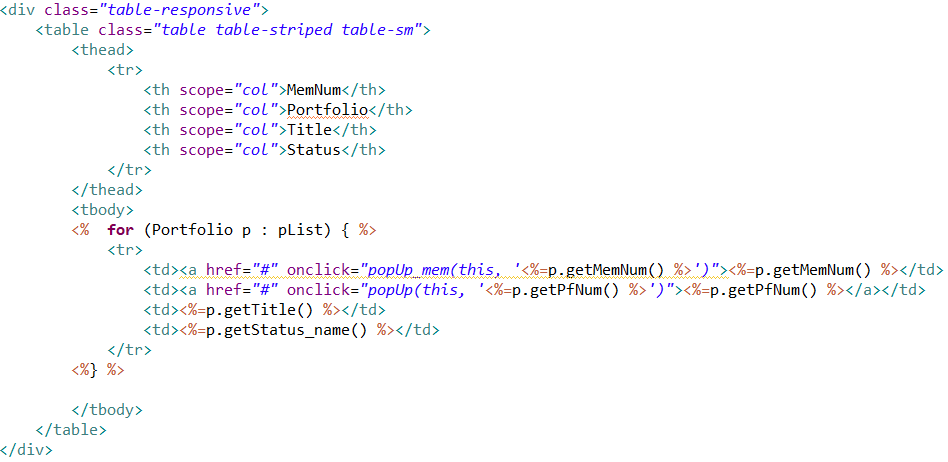 <div class="table-responsive">
    <table class="table table-striped table-sm">
        <thead>
            <tr>
                <th scope="col">MemNum</th>
                <th scope="col">Portfolio</th>
                <th scope="col">Title</th>
                <th scope="col">Status</th>
            </tr>
        </thead>
        <tbody>
        <%  for (Portfolio p : pList) { %>
            <tr>
                <td><a href="#" onclick="popUp_mem(this, '<%=p.getMemNum() %>')"><%=p.getMemNum() %></td>
                <td><a href="#" onclick="popUp(this, '<%=p.getPfNum() %>')"><%=p.getPfNum() %></a></td>
                <td><%=p.getTitle() %></td>
                <td><%=p.getStatus_name() %></td>
            </tr>
        <%} %>

        </tbody>
    </table>
</div>